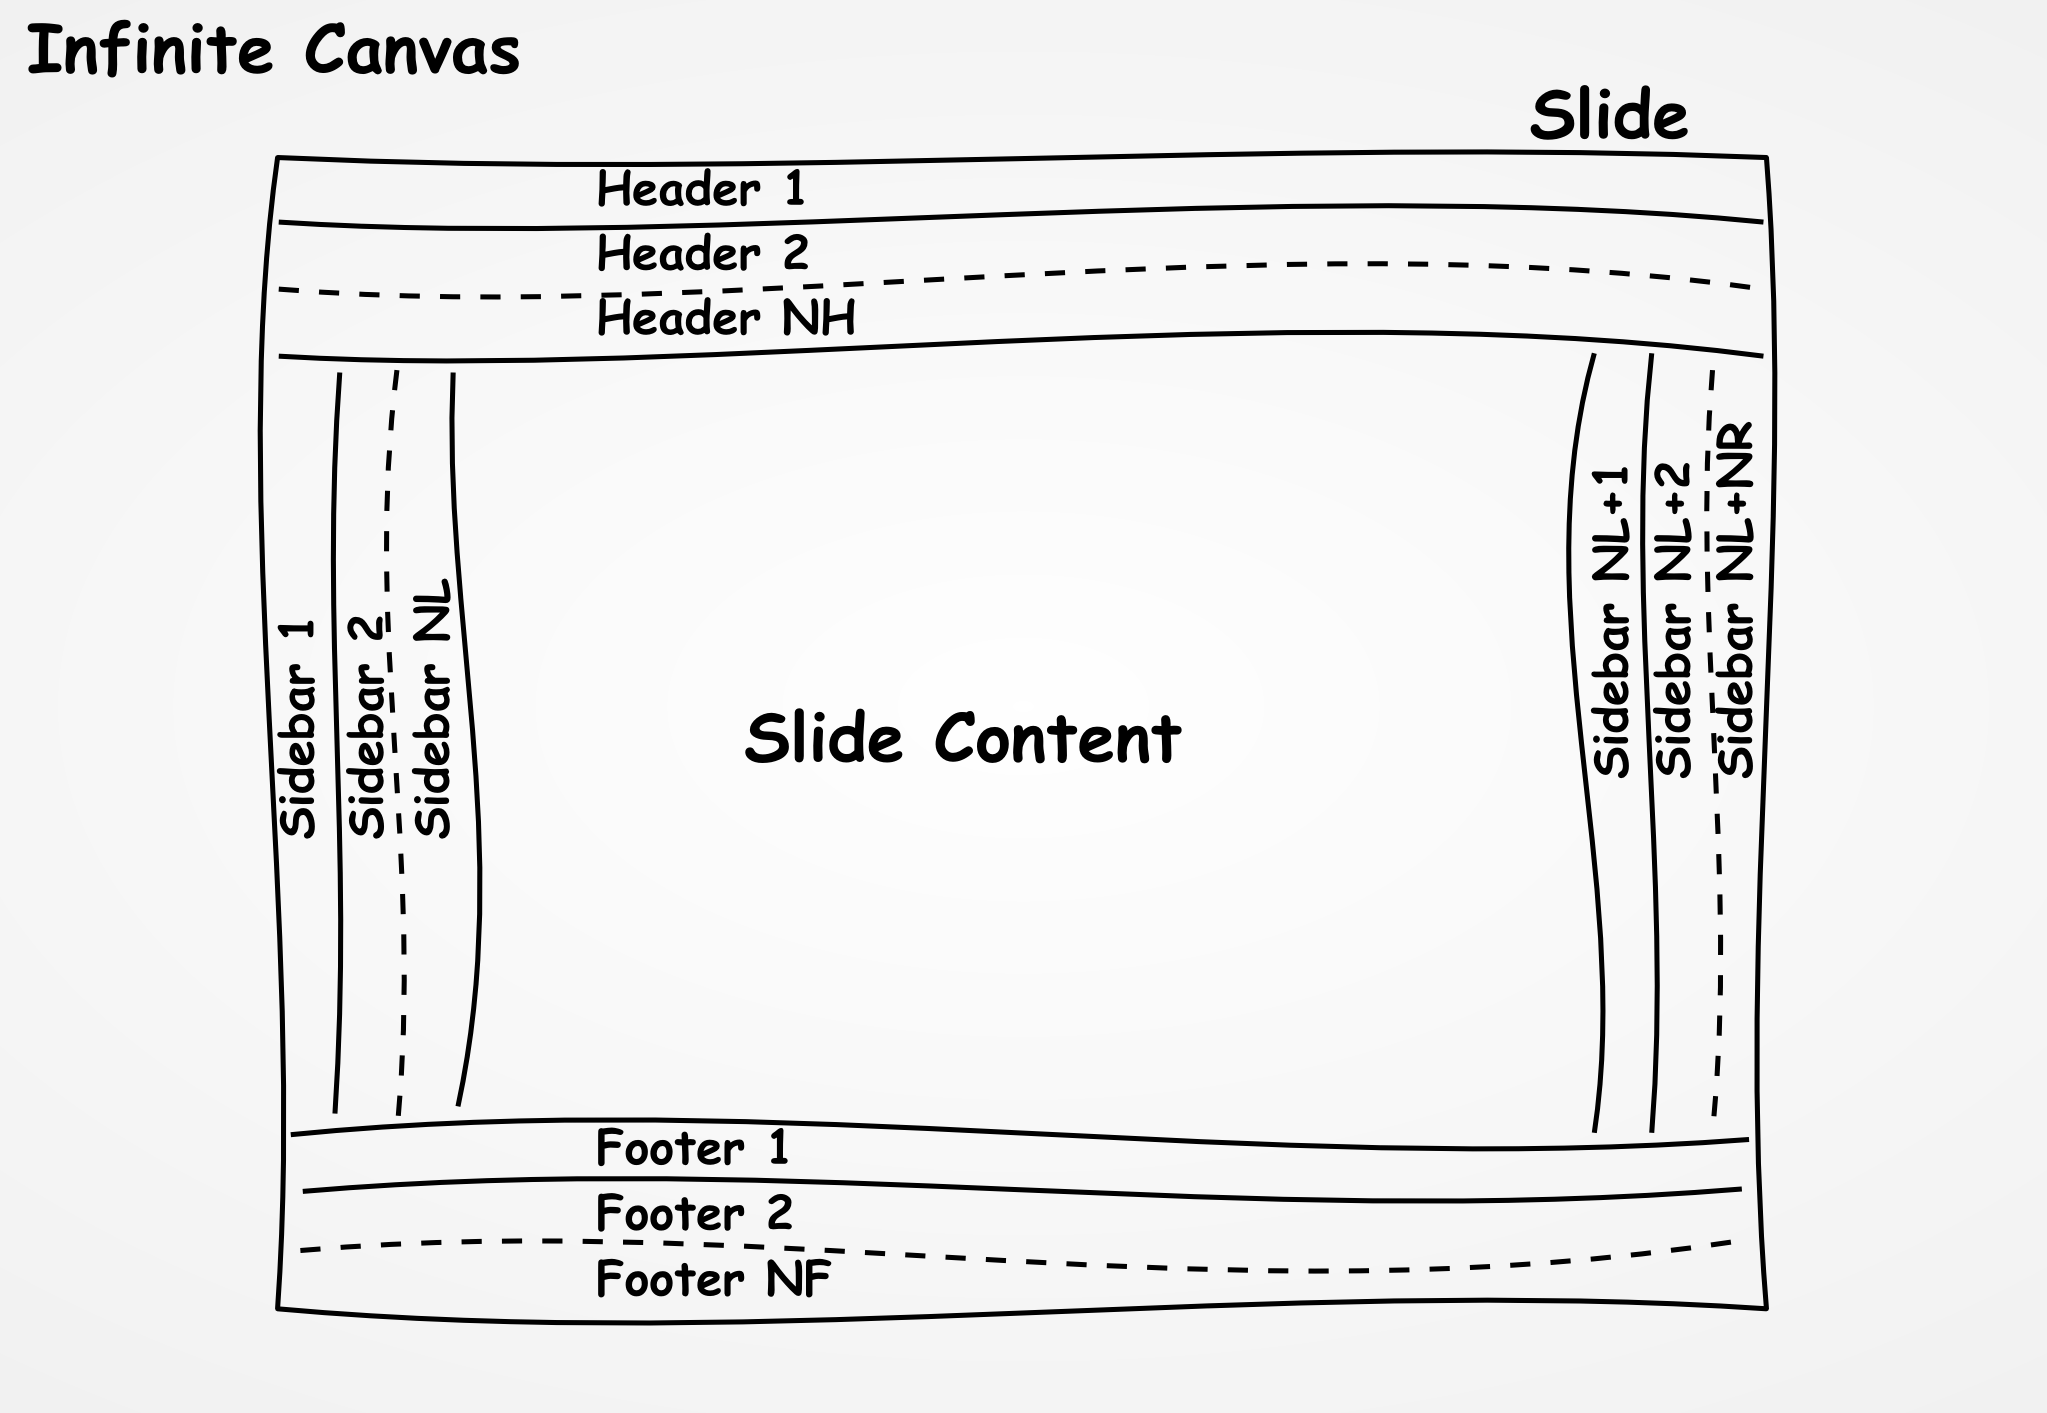 Infinite Canvas
Slide
Header 1
Header 2
Header NH
Sidebar 1
Sidebar 2
Sidebar NL
Slide Content
Sidebar NL+1
Sidebar NL+2
Sidebar NL+NR
Footer 1
Footer 2
Footer NF